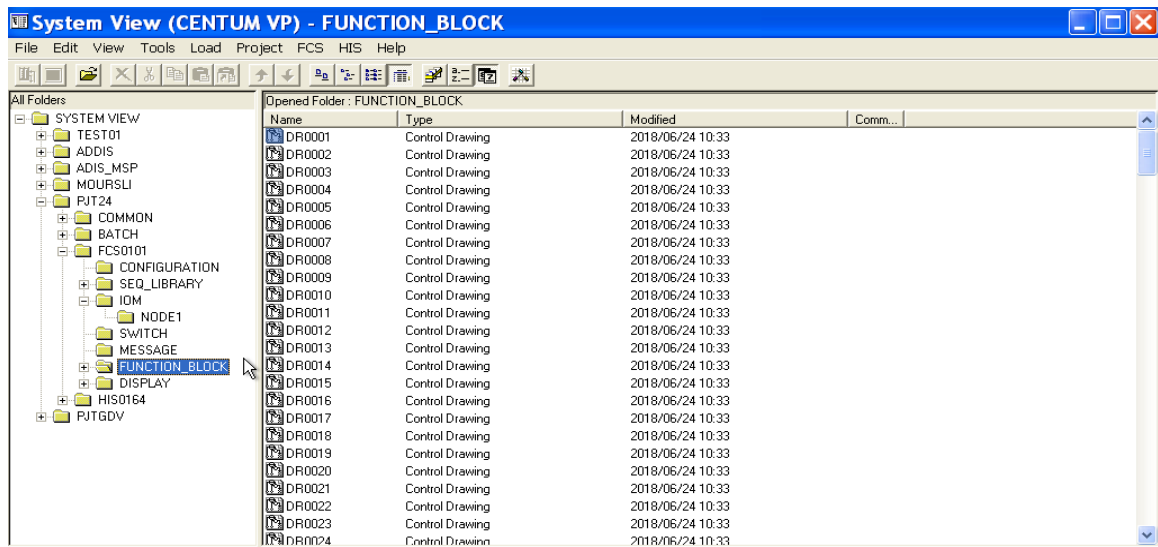 System View (CENTUM VP) - FUNCTION_BLOCK
File Edit View Tools Load Project FCS HIS Help
All Folders
SYSTEM VIEW
TEST01
ADDIS
ADIS_MSP
MOURSLI
PJT24
COMMON
BATCH
FCS0101
CONFIGURATION
SEQ_LIBRARY
IOM
NODE1
SWITCH
MESSAGE
FUNCTION_BLOCK
DISPLAY
HIS0164
PJTGDV
Opened Folder : FUNCTION_BLOCK
Name Type Modified Comm...
DR0001 Control Drawing 2018/06/24 10:33
DR0002 Control Drawing 2018/06/24 10:33
DR0003 Control Drawing 2018/06/24 10:33
DR0004 Control Drawing 2018/06/24 10:33
DR0005 Control Drawing 2018/06/24 10:33
DR0006 Control Drawing 2018/06/24 10:33
DR0007 Control Drawing 2018/06/24 10:33
DR0008 Control Drawing 2018/06/24 10:33
DR0009 Control Drawing 2018/06/24 10:33
DR0010 Control Drawing 2018/06/24 10:33
DR0011 Control Drawing 2018/06/24 10:33
DR0012 Control Drawing 2018/06/24 10:33
DR0013 Control Drawing 2018/06/24 10:33
DR0014 Control Drawing 2018/06/24 10:33
DR0015 Control Drawing 2018/06/24 10:33
DR0016 Control Drawing 2018/06/24 10:33
DR0017 Control Drawing 2018/06/24 10:33
DR0018 Control Drawing 2018/06/24 10:33
DR0019 Control Drawing 2018/06/24 10:33
DR0020 Control Drawing 2018/06/24 10:33
DR0021 Control Drawing 2018/06/24 10:33
DR0022 Control Drawing 2018/06/24 10:33
DR0023 Control Drawing 2018/06/24 10:33
DR0024 Control Drawing 2018/06/24 10:33